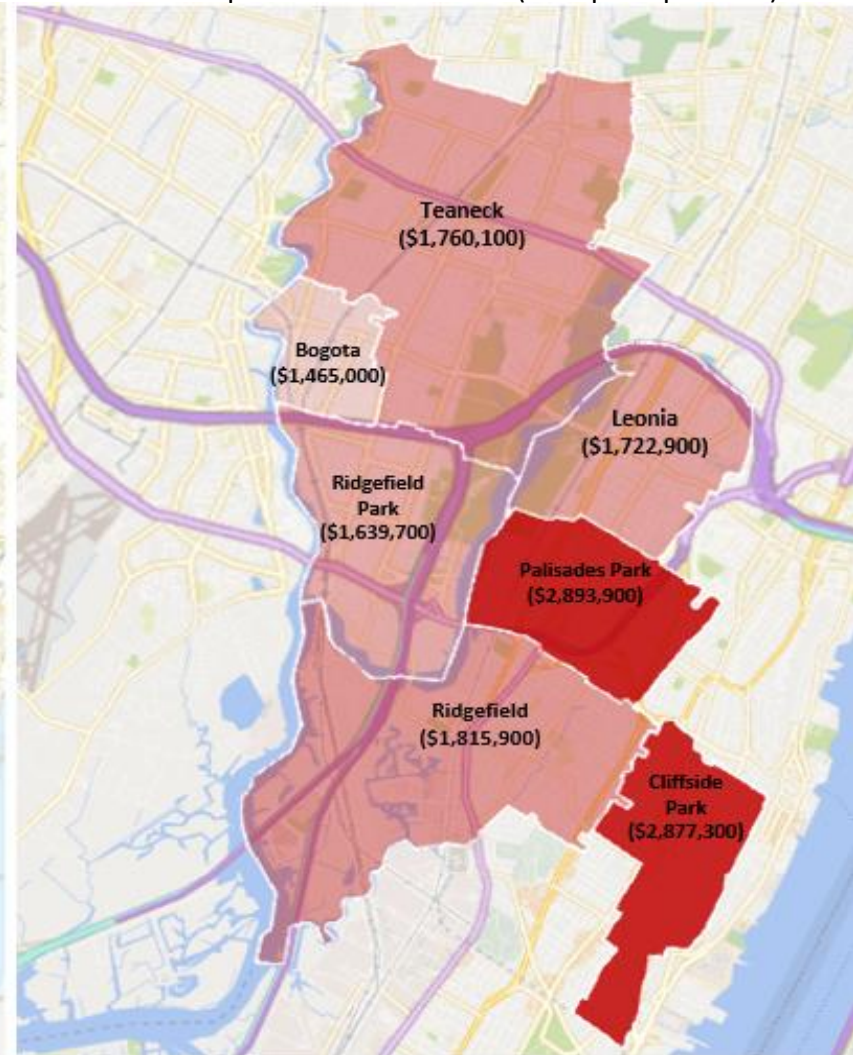 Teaneck
($1,760,100)
Bogota
($1,465,000)
Leonia
($1,722,900)
Ridgefield
Park
($1,639,700)
Palisades Park
($2,893,900)
Ridgefield
($1,815,900)
Cliffside
Park
($2,877,300)